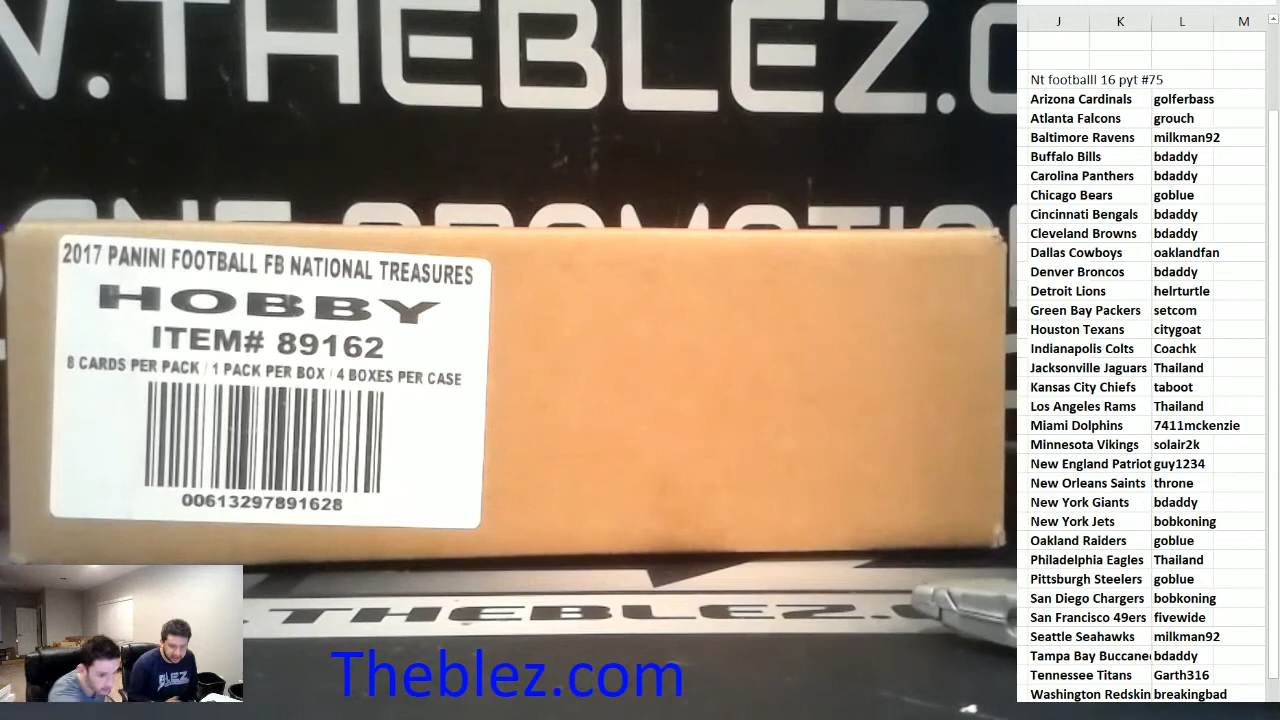 W.THEBLEZ.C
2017 PANINI FOOTBALL FB NATIONAL TREASURES
HOBBY
ITEM# 89162
8 CARDS PER PACK / 1 PACK PER BOX / 4 BOXES PER CASE
00613297891628
THEBLEZ.C
BLEZ
Theblez.com
J K L M
Nt footballl 16 pyt #75
Arizona Cardinals golferbass
Atlanta Falcons grouch
Baltimore Ravens milkman92
Buffalo Bills bdaddy
Carolina Panthers bdaddy
Chicago Bears goblue
Cincinnati Bengals bdaddy
Cleveland Browns bdaddy
Dallas Cowboys oaklandfan
Denver Broncos bdaddy
Detroit Lions helrturtle
Green Bay Packers setcom
Houston Texans citygoat
Indianapolis Colts Coachk
Jacksonville Jaguars Thailand
Kansas City Chiefs taboot
Los Angeles Rams Thailand
Miami Dolphins 7411mckenzie
Minnesota Vikings solair2k
New England Patriot guy1234
New Orleans Saints throne
New York Giants bdaddy
New York Jets bobkoning
Oakland Raiders goblue
Philadelphia Eagles Thailand
Pittsburgh Steelers goblue
San Diego Chargers bobkoning
San Francisco 49ers fivewide
Seattle Seahawks milkman92
Tampa Bay Buccanee bdaddy
Tennessee Titans Garth316
Washington Redskin breakingbad